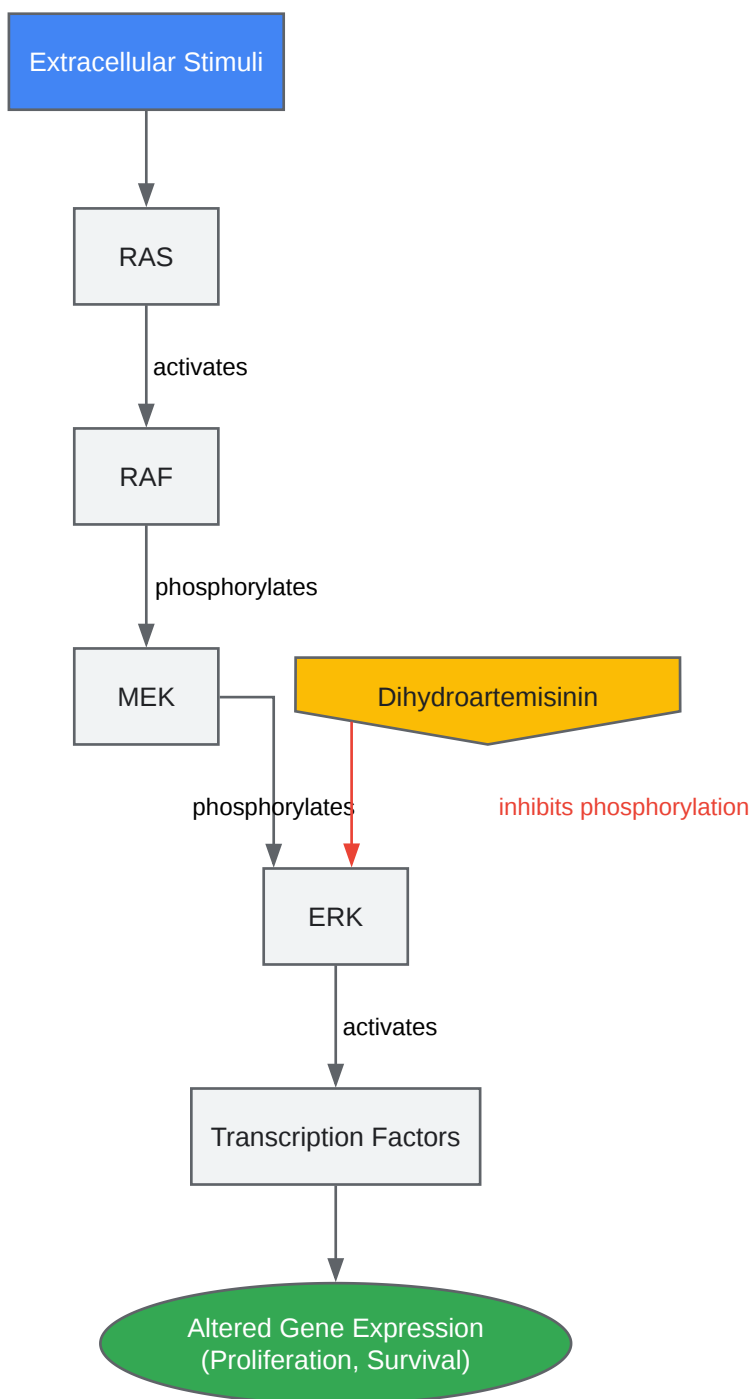 Extracellular Stimuli
RAS
activates
RAF
phosphorylates
MEK
Dihydroartemisinin
phosphorylates
inhibits phosphorylation
ERK
activates
Transcription Factors
Altered Gene Expression
(Proliferation, Survival)